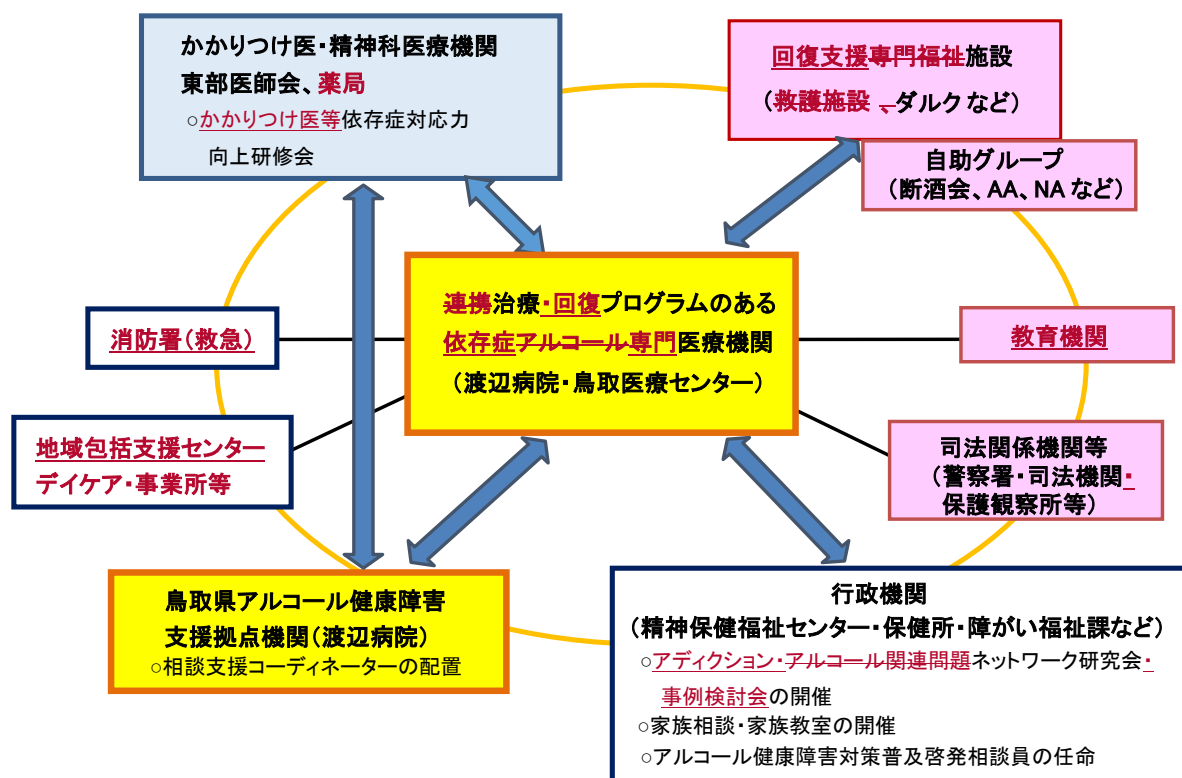 かかりつけ医・精神科医療機関
東部医師会、薬局
○かかりつけ医等依存症対応力
向上研修会
回復支援専門福祉施設
（救護施設、ダルクなど）
自助グループ
（断酒会、AA、NAなど）
連携治療・回復プログラムのある
依存症アルコール専門医療機関
（渡辺病院・鳥取医療センター）
消防署（救急）
教育機関
地域包括支援センター
デイケア・事業所等
司法関係機関等
（警察署・司法機関・
保護観察所等）
鳥取県アルコール健康障害
支援拠点機関（渡辺病院）
○相談支援コーディネーターの配置
行政機関
（精神保健福祉センター・保健所・障がい福祉課など）
○アディクション・アルコール関連問題ネットワーク研究会・
事例検討会の開催
○家族相談・家族教室の開催
○アルコール健康障害対策普及啓発相談員の任命